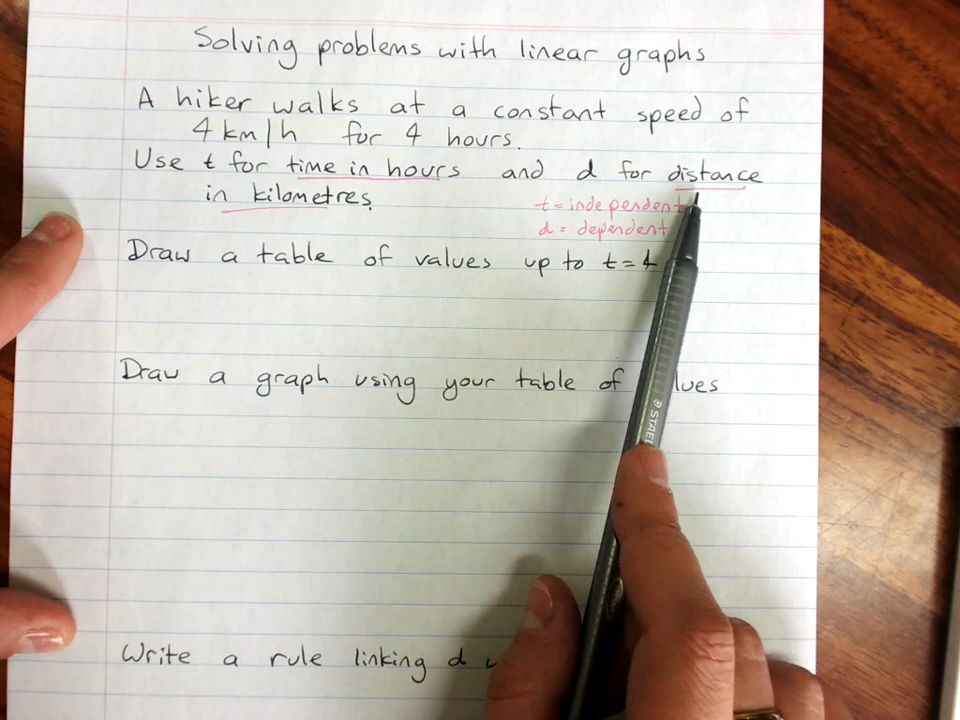 Solving problems with linear graphs
A hiker walks at a constant speed of
4 km/h for 4 hours.
Use t for time in hours and d for distance
in kilometres.
t = independent
d = dependent
Draw a table of values up to t = 4
Draw a graph using your table of
Write a rule linking d